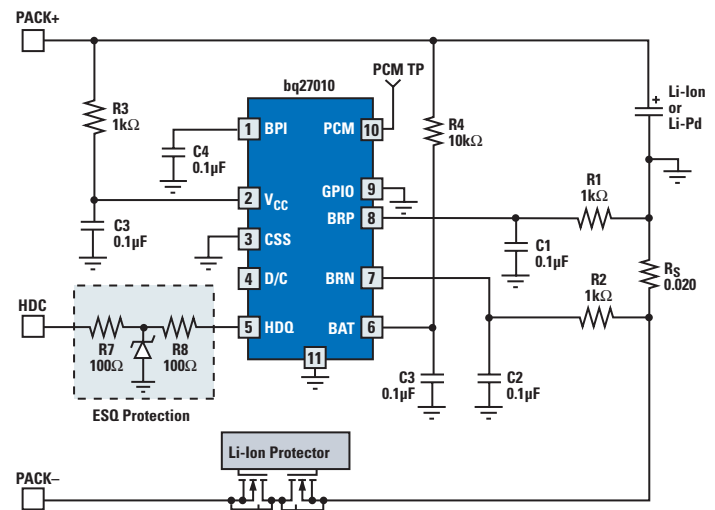 PACK+
bq27010
PCM TP
R3
1kΩ
C4
0.1µF
1
BPI
PCM
10
R4
10kΩ
+
Li-Ion
or
Li-Pd
2
VCC
GPIO
9
BRP
8
R1
1kΩ
C3
0.1µF
3
CSS
C1
0.1µF
4
D/C
BRN
7
R2
1kΩ
RS
0.020
HDC
R7
100Ω
R8
100Ω
5
HDQ
BAT
6
11
C3
0.1µF
C2
0.1µF
ESQ Protection
Li-Ion Protector
PACK–